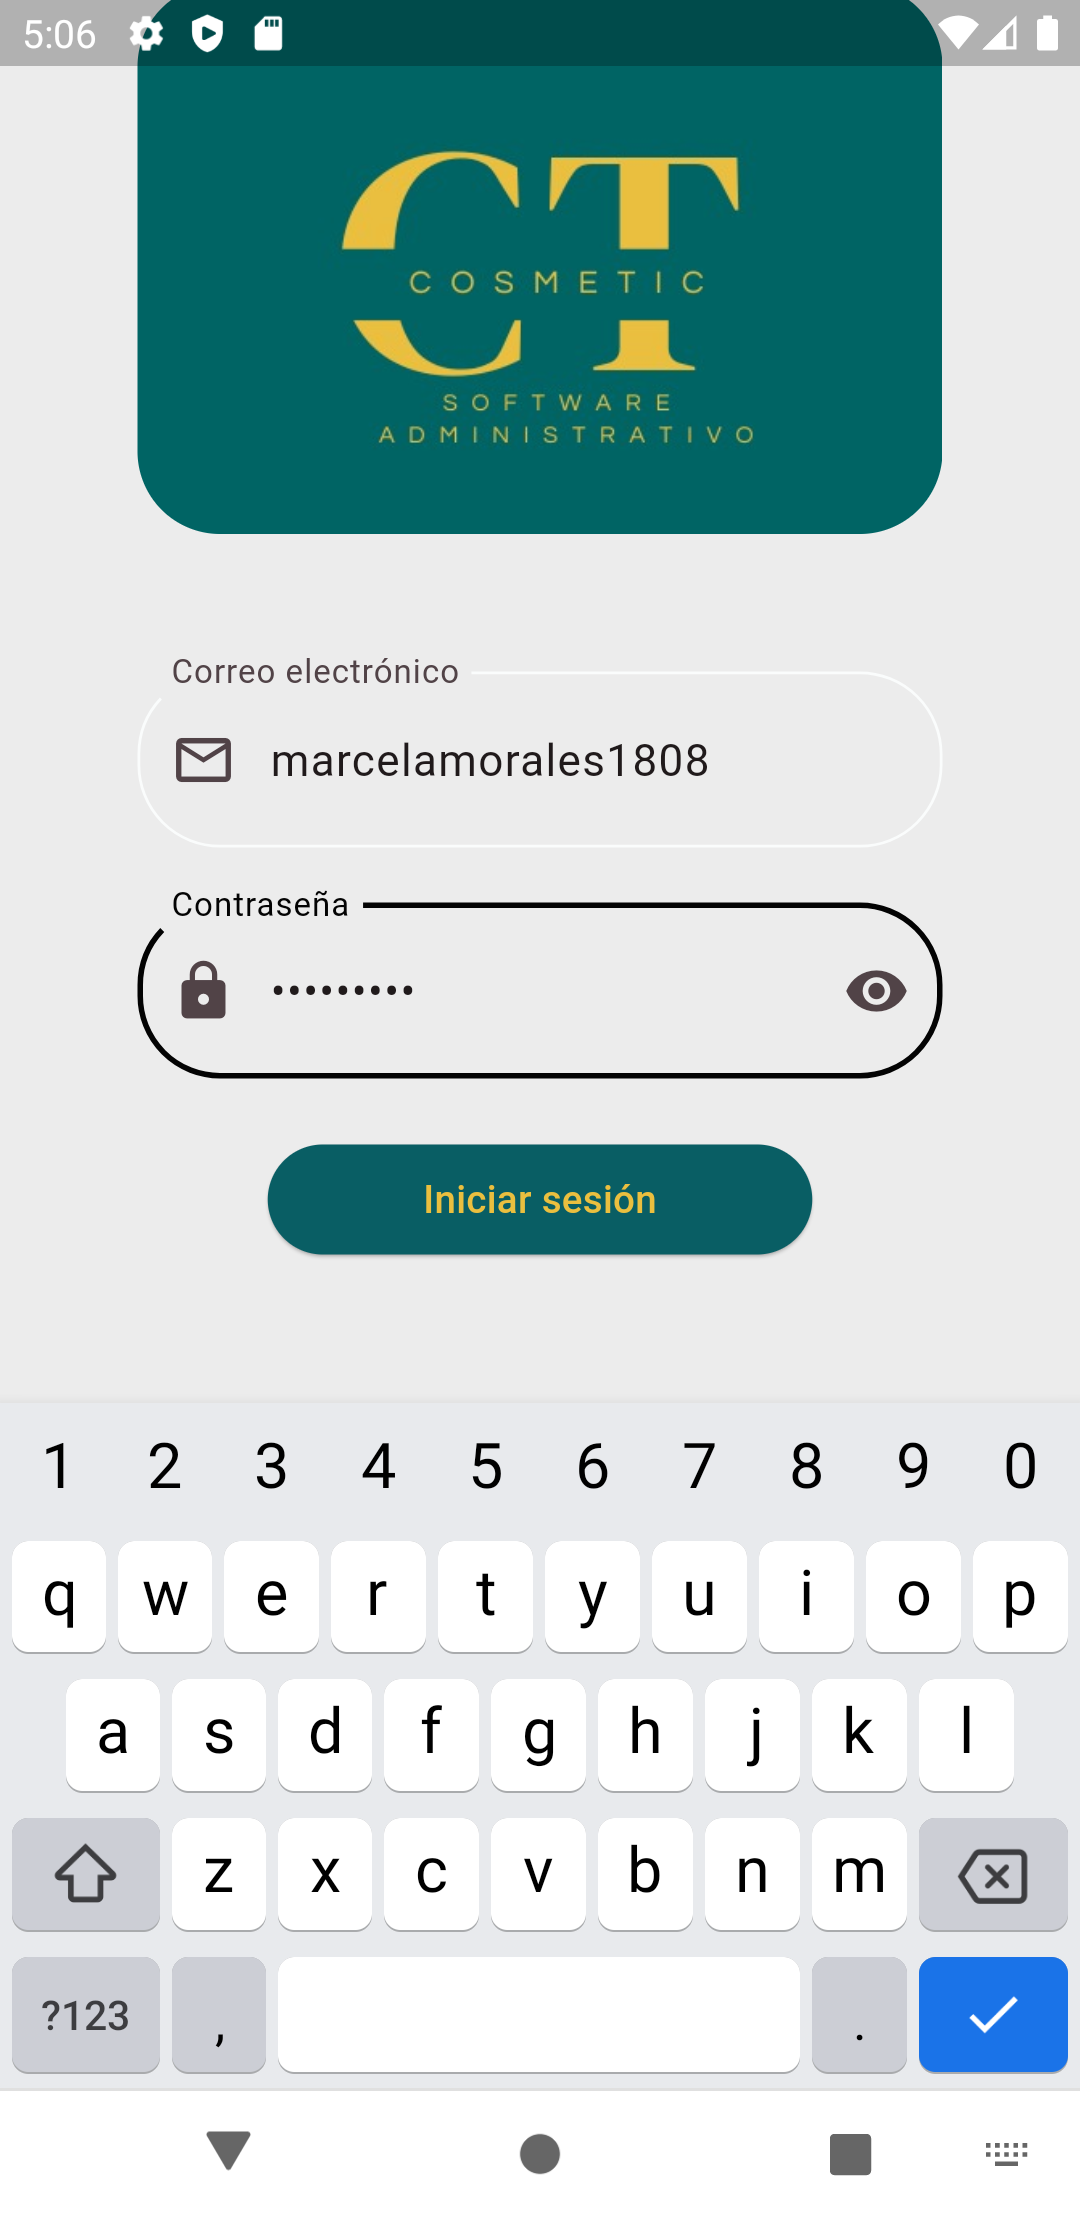 5:06
CT
COSMETIC
SOFTWARE
ADMINISTRATIVO
Correo electrónico
marcelamorales1808
Contraseña
•••••••••
Iniciar sesión
1 2 3 4 5 6 7 8 9 0
q w e r t y u i o p
a s d f g h j k l
z x c v b n m
?123 , .